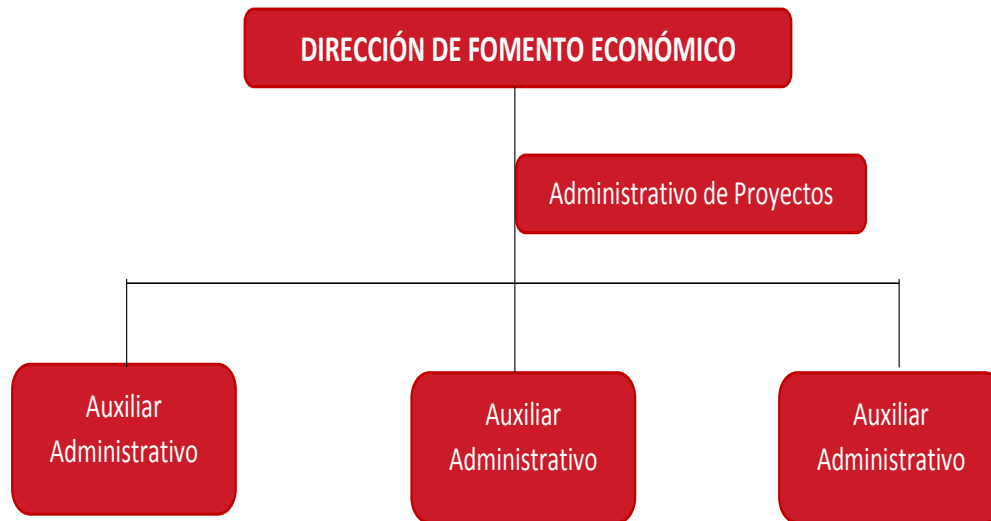 DIRECCIÓN DE FOMENTO ECONÓMICO
Administrativo de Proyectos
Auxiliar
Administrativo
Auxiliar
Administrativo
Auxiliar
Administrativo